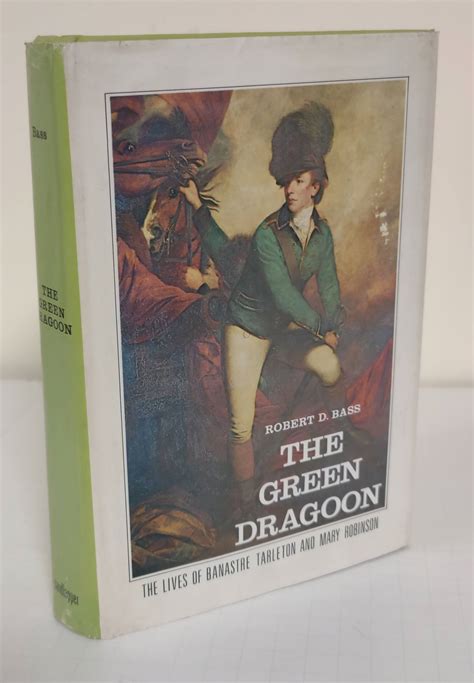 Bass
THE
GREEN
DRAGOON
ROBERT D. BASS
THE
GREEN
DRAGOON
THE LIVES OF BANASTRE TARLETON AND MARY ROBINSON